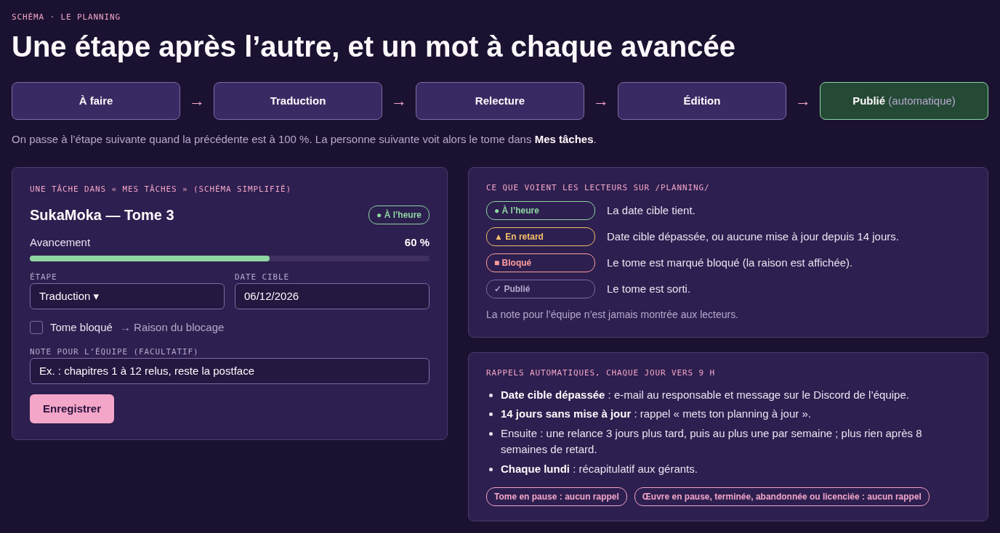 SCHÉMA · LE PLANNING
Une étape après l’autre, et un mot à chaque avancée
À faire → Traduction → Relecture → Édition → Publié (automatique)
On passe à l’étape suivante quand la précédente est à 100 %. La personne suivante voit alors le tome dans Mes tâches.
UNE TÂCHE DANS « MES TÂCHES » (SCHÉMA SIMPLIFIÉ)
SukaMoka — Tome 3
● À l’heure
Avancement 60 %
ÉTAPE
Traduction ▾
DATE CIBLE
06/12/2026
Tome bloqué → Raison du blocage
NOTE POUR L’ÉQUIPE (FACULTATIF)
Ex. : chapitres 1 à 12 relus, reste la postface
Enregistrer
CE QUE VOIENT LES LECTEURS SUR /PLANNING/
● À l’heure La date cible tient.
▲ En retard Date cible dépassée, ou aucune mise à jour depuis 14 jours.
■ Bloqué Le tome est marqué bloqué (la raison est affichée).
✓ Publié Le tome est sorti.
La note pour l’équipe n’est jamais montrée aux lecteurs.
RAPPELS AUTOMATIQUES, CHAQUE JOUR VERS 9 H
• Date cible dépassée : e-mail au responsable et message sur le Discord de l’équipe.
• 14 jours sans mise à jour : rappel « mets ton planning à jour ».
• Ensuite : une relance 3 jours plus tard, puis au plus une par semaine ; plus rien après 8
semaines de retard.
• Chaque lundi : récapitulatif aux gérants.
Tome en pause : aucun rappel
Œuvre en pause, terminée, abandonnée ou licenciée : aucun rappel